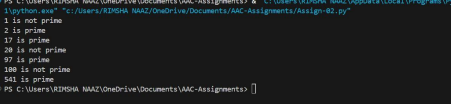 PS C:\Users\RIMSHA NAAZ\OneDrive\Documents\AAC-Assignments> & 'C:\Users\RIMSHA NAAZ\AppData\Local\Programs\P
1\python.exe" "c:/Users/RIMSHA NAAZ/OneDrive/Documents/AAC-Assignments/Assign-02.py"
1 is not prime
2 is prime
17 is prime
20 is not prime
97 is prime
100 is not prime
541 is prime
PS C:\Users\RIMSHA NAAZ\OneDrive\Documents\AAC-Assignments>